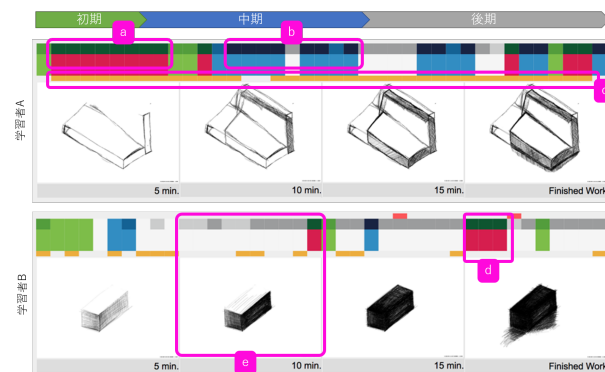 初期 中期 後期
a
b
c
学習者A
5 min. 10 min. 15 min. Finished Work
d
学習者B
e
5 min. 10 min. 15 min. Finished Work